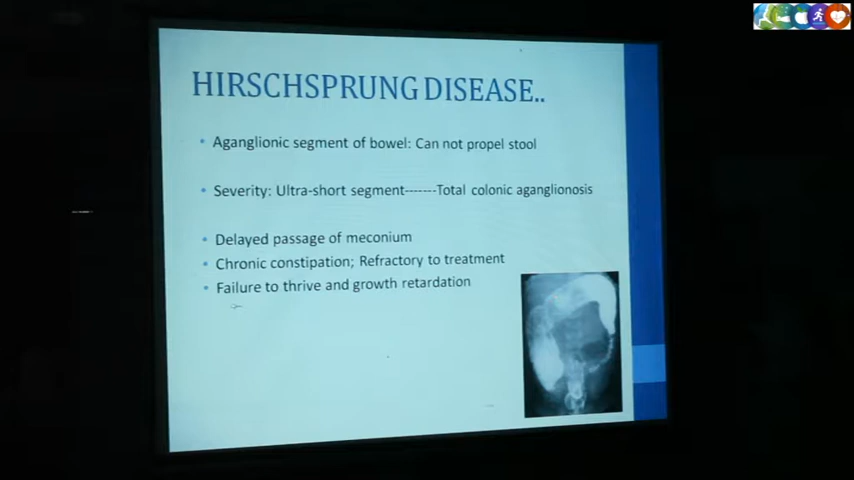 HIRSCHSPRUNG DISEASE..
• Aganglionic segment of bowel: Can not propel stool
• Severity: Ultra-short segment-------Total colonic aganglionosis
• Delayed passage of meconium
• Chronic constipation; Refractory to treatment
• Failure to thrive and growth retardation